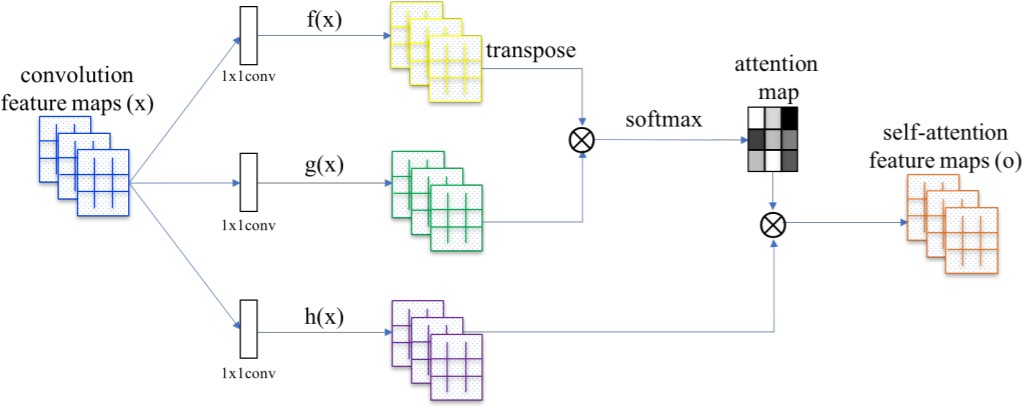 convolution
feature maps (x)
f(x)
1x1conv
transpose
g(x)
1x1conv
h(x)
1x1conv
softmax
attention
map
self-attention
feature maps (o)